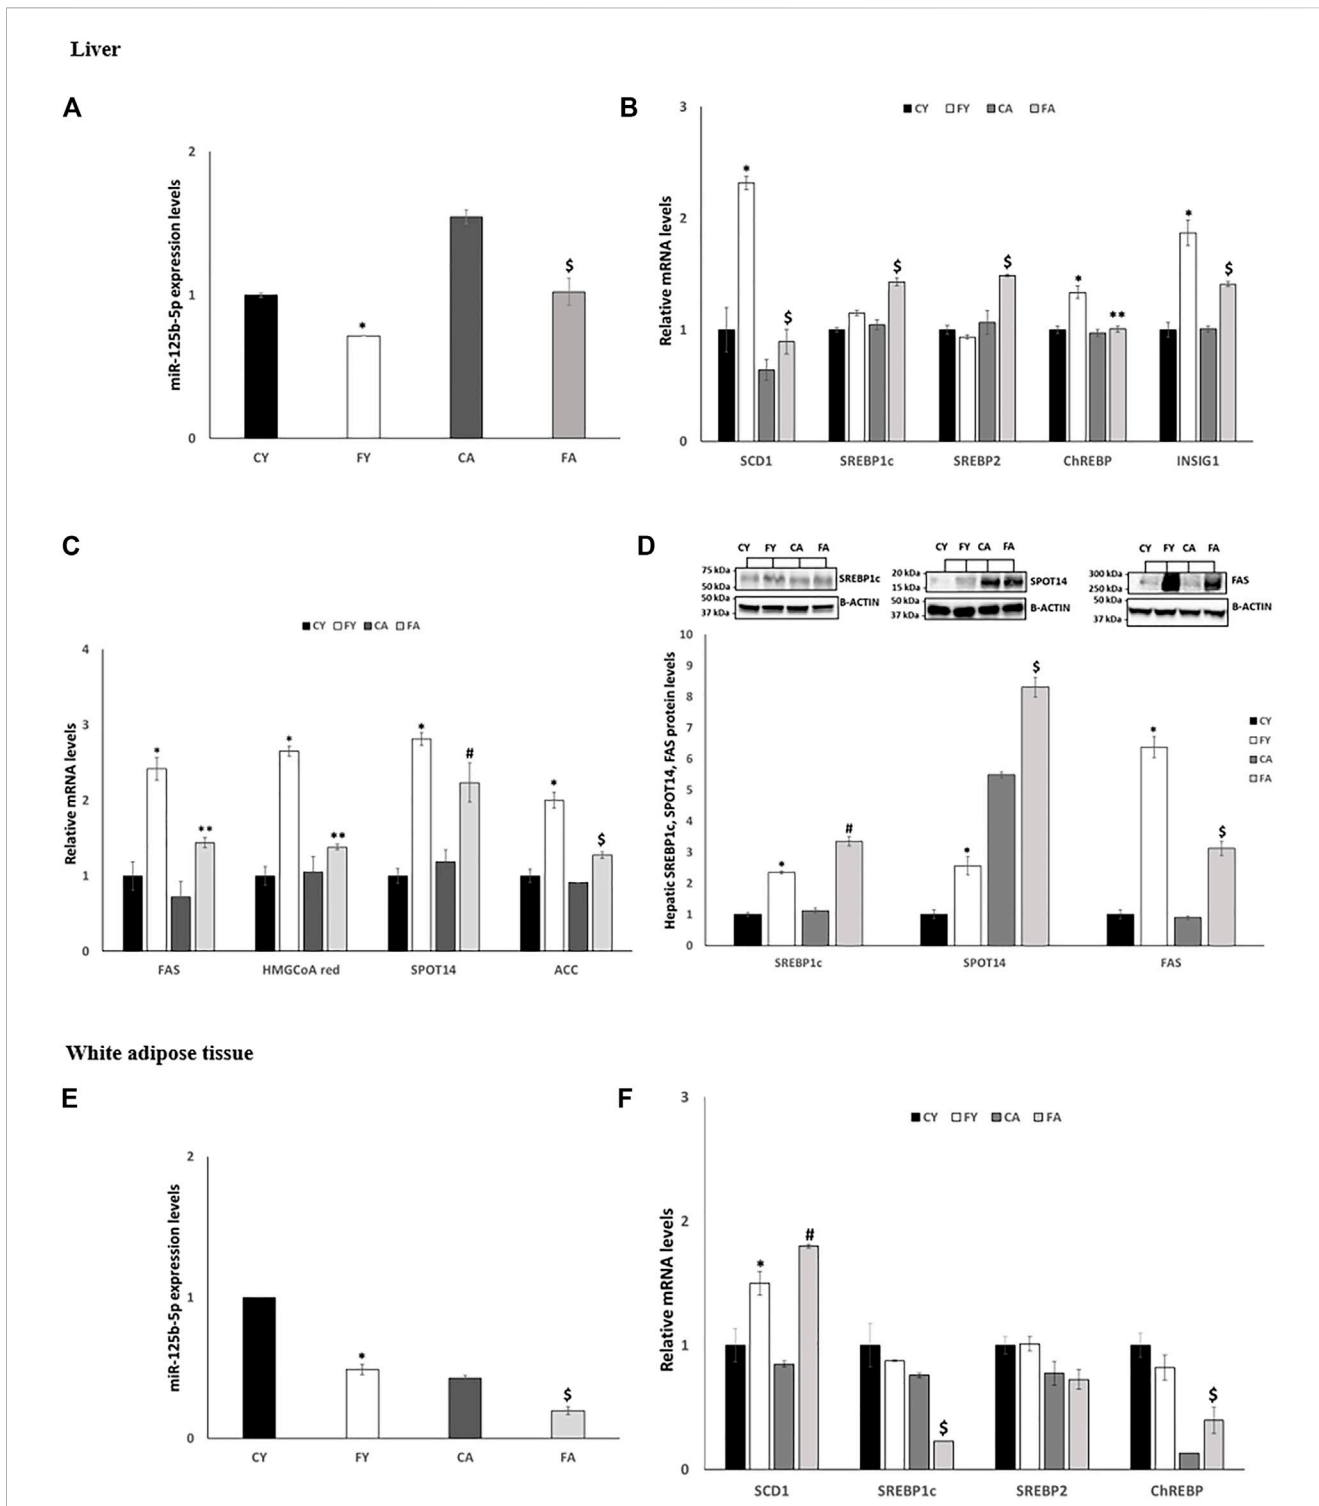 Liver
A
miR-125b-5p expression levels
2
1
0
*
$
CY FY CA FA
B
CY FY CA FA
Relative mRNA levels
3
2
1
0
* $ $ $ * ** * $
SCD1 SREBP1c SREBP2 ChREBP INSIG1
C
CY FY CA FA
Relative mRNA levels
4
3
2
1
0
* ** * ** * # * $
FAS HMGCoA red SPOT14 ACC
D
CY FY CA FA
75 kDa
50 kDa
SREBP1c
50 kDa
37 kDa
B-ACTIN
CY FY CA FA
20 kDa
15 kDa
SPOT14
50 kDa
37 kDa
B-ACTIN
CY FY CA FA
300 kDa
250 kDa
FAS
50 kDa
37 kDa
B-ACTIN
Hepatic SREBP1c, SPOT14, FAS protein levels
10
9
8
7
6
5
4
3
2
1
0
* # * $ * $
CY
FY
CA
FA
SREBP1c SPOT14 FAS
White adipose tissue
E
miR-125b-5p expression levels
2
1
0
*
$
CY FY CA FA
F
CY FY CA FA
Relative mRNA levels
3
2
1
0
* # $ $
SCD1 SREBP1c SREBP2 ChREBP